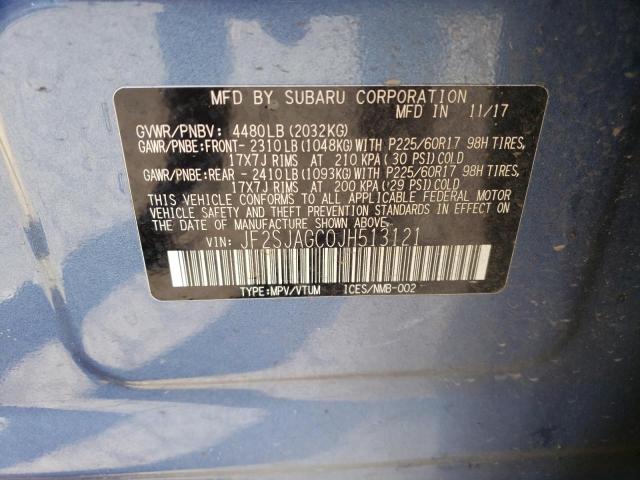 MFD BY SUBARU CORPORATION
MFD IN 11/17
GVWR/PNBV: 4480LB (2032KG)
GAWR/PNBE:FRONT- 2310LB (1048KG) WITH P225/60R17 98H TIRES,
17X7J RIMS AT 210 KPA (30 PSI) COLD
GAWR/PNBE:REAR - 2410LB (1093KG) WITH P225/60R17 98H TIRES,
17X7J RIMS AT 200 KPA (29 PSI) COLD
THIS VEHICLE CONFORMS TO ALL APPLICABLE FEDERAL MOTOR
VEHICLE SAFETY AND THEFT PREVENTION STANDARDS IN EFFECT ON
THE DATE OF MANUFACTURE SHOWN ABOVE.
VIN: JF2SJAGC0JH513121
TYPE:MPV/VTUM ICES/NMB-002